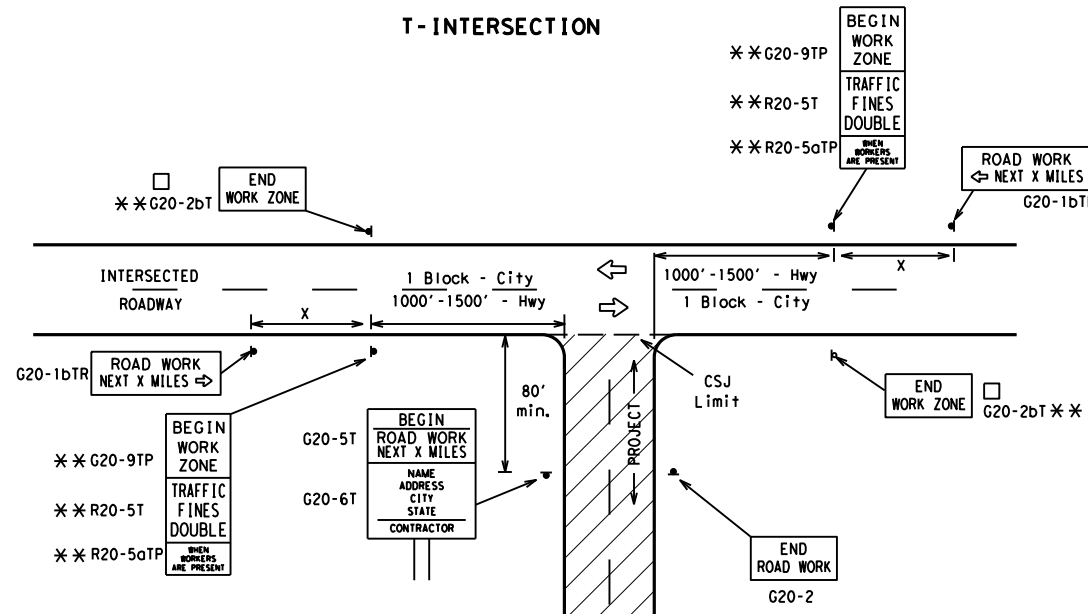 T-INTERSECTION
BEGIN
WORK
ZONE
TRAFFIC
FINES
DOUBLE
WHEN
WORKERS
ARE PRESENT
✳✳G20-9TP
✳✳R20-5T
✳✳R20-5aTP
ROAD WORK
⇦ NEXT X MILES
G20-1bTL
□
✳✳G20-2bT
END
WORK ZONE
INTERSECTED
ROADWAY
1 Block - City
1000'-1500' - Hwy
X
1000'-1500' - Hwy
1 Block - City
X
G20-1bTR
ROAD WORK
NEXT X MILES ⇨
80'
min.
CSJ
Limit
PROJECT
END
WORK ZONE
□
G20-2bT✳✳
BEGIN
WORK
ZONE
TRAFFIC
FINES
DOUBLE
WHEN
WORKERS
ARE PRESENT
✳✳G20-9TP
✳✳R20-5T
✳✳R20-5aTP
G20-5T
BEGIN
ROAD WORK
NEXT X MILES
G20-6T
NAME
ADDRESS
CITY
STATE
CONTRACTOR
END
ROAD WORK
G20-2